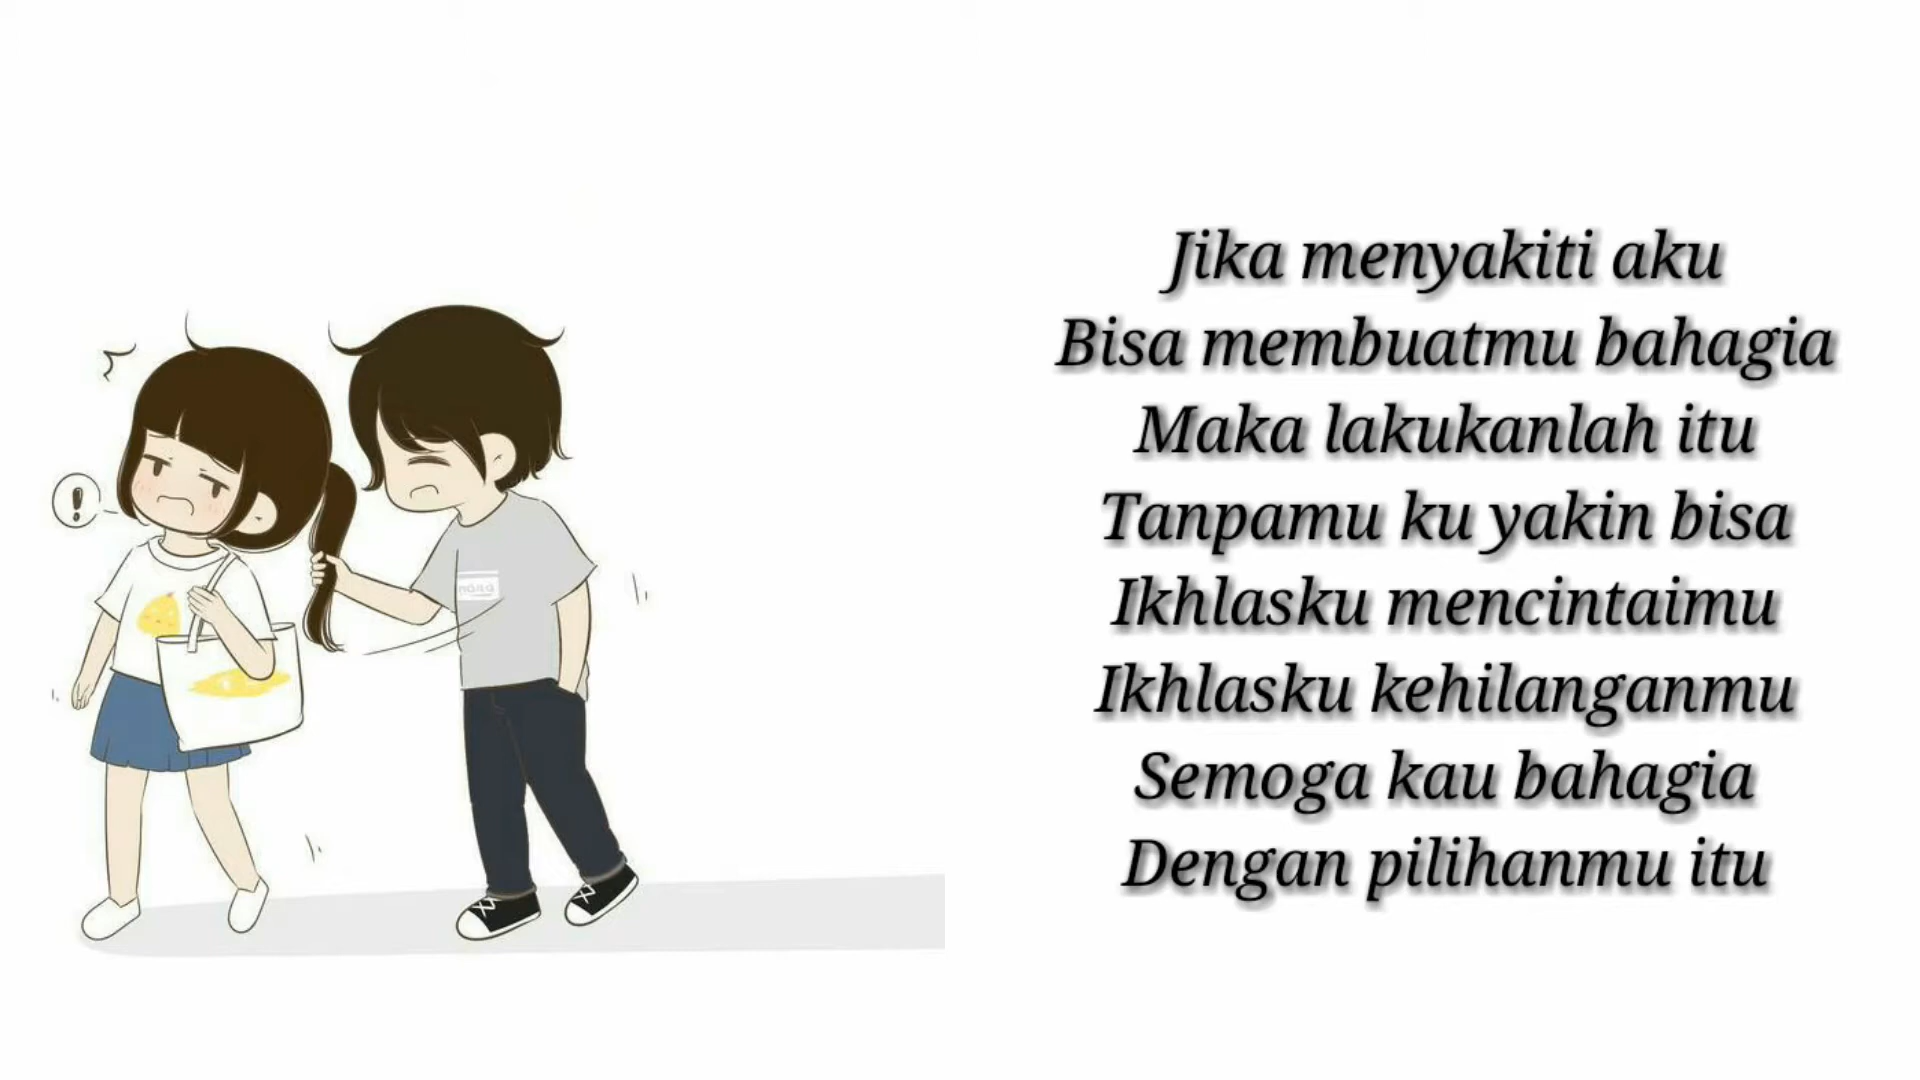 Jika menyakiti aku
Bisa membuatmu bahagia
Maka lakukanlah itu
Tanpamu ku yakin bisa
Ikhlasku mencintaimu
Ikhlasku kehilanganmu
Semoga kau bahagia
Dengan pilihanmu itu
!